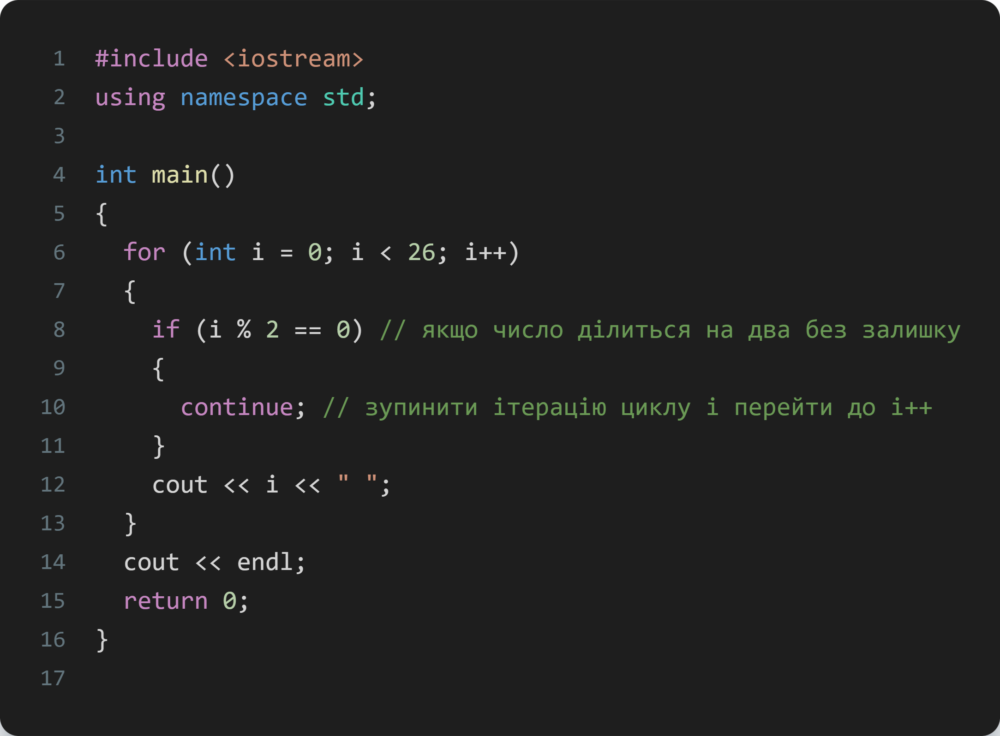 1 #include <iostream>
2 using namespace std;
3
4 int main()
5 {
6   for (int i = 0; i < 26; i++)
7   {
8     if (i % 2 == 0) // якщо число ділиться на два без залишку
9     {
10       continue; // зупинити ітерацію циклу і перейти до i++
11     }
12     cout << i << " ";
13   }
14   cout << endl;
15   return 0;
16 }
17